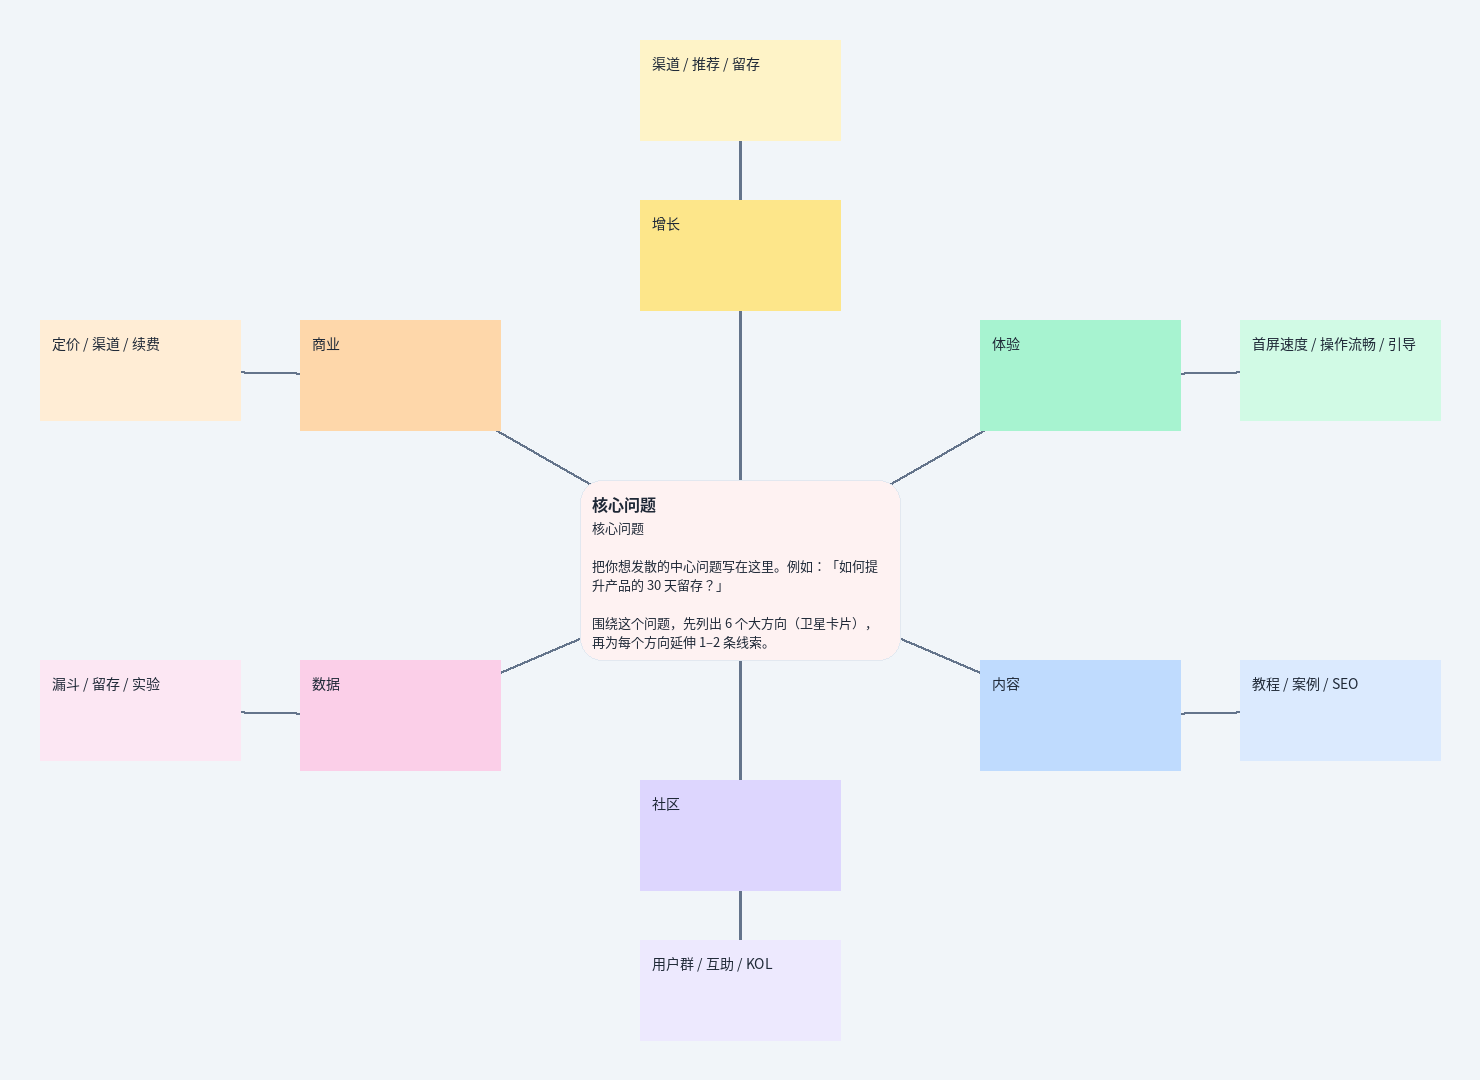 渠道 / 推荐 / 留存
增长
定价 / 渠道 / 续费
商业
体验
首屏速度 / 操作流畅 / 引导
核心问题
核心问题
把你想发散的中心问题写在这里。例如：「如何提
升产品的 30 天留存？」
围绕这个问题，先列出 6 个大方向（卫星卡片），
再为每个方向延伸 1–2 条线索。
漏斗 / 留存 / 实验
数据
内容
教程 / 案例 / SEO
社区
用户群 / 互助 / KOL